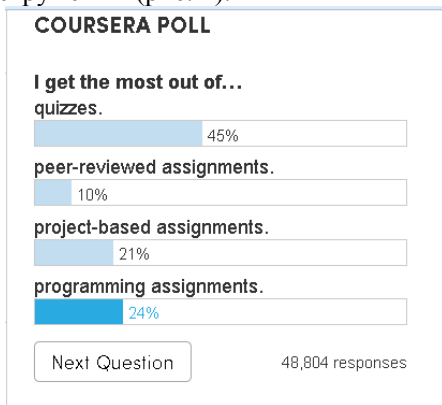 COURSERA POLL
I get the most out of...
quizzes.
45%
peer-reviewed assignments.
10%
project-based assignments.
21%
programming assignments.
24%
Next Question 48,804 responses